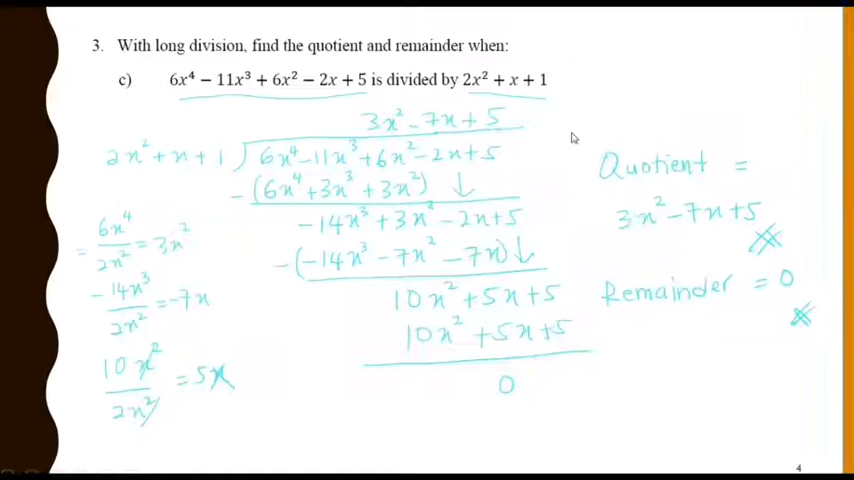 3. With long division, find the quotient and remainder when:
c) 6x⁴ − 11x³ + 6x² − 2x + 5 is divided by 2x² + x + 1
3x² - 7x + 5
2x² + x + 1 ) 6x⁴ - 11x³ + 6x² - 2x + 5
- (6x⁴ + 3x³ + 3x²) ↓
- 14x³ + 3x² - 2x + 5
- (-14x³ - 7x² - 7x) ↓
10x² + 5x + 5
10x² + 5x + 5
0
= 6x⁴/2x² = 3x²
-14x³/2x² = -7x
10x²/2x² = 5x
Quotient =
3x² - 7x + 5
Remainder = 0
4